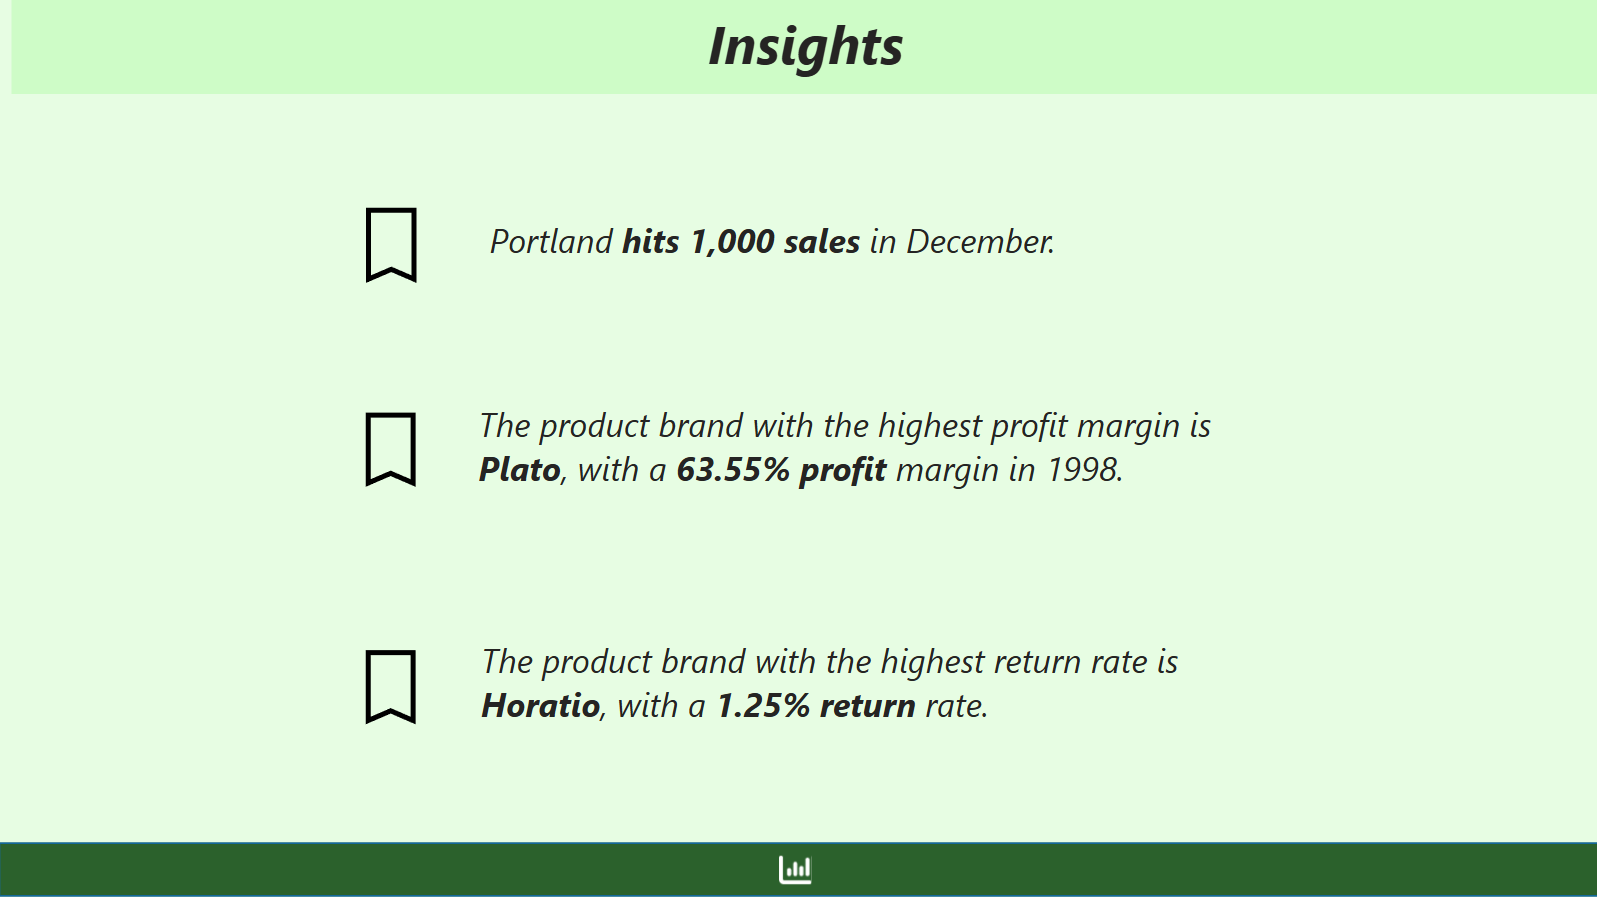 Insights
Portland hits 1,000 sales in December.
The product brand with the highest profit margin is
Plato, with a 63.55% profit margin in 1998.
The product brand with the highest return rate is
Horatio, with a 1.25% return rate.